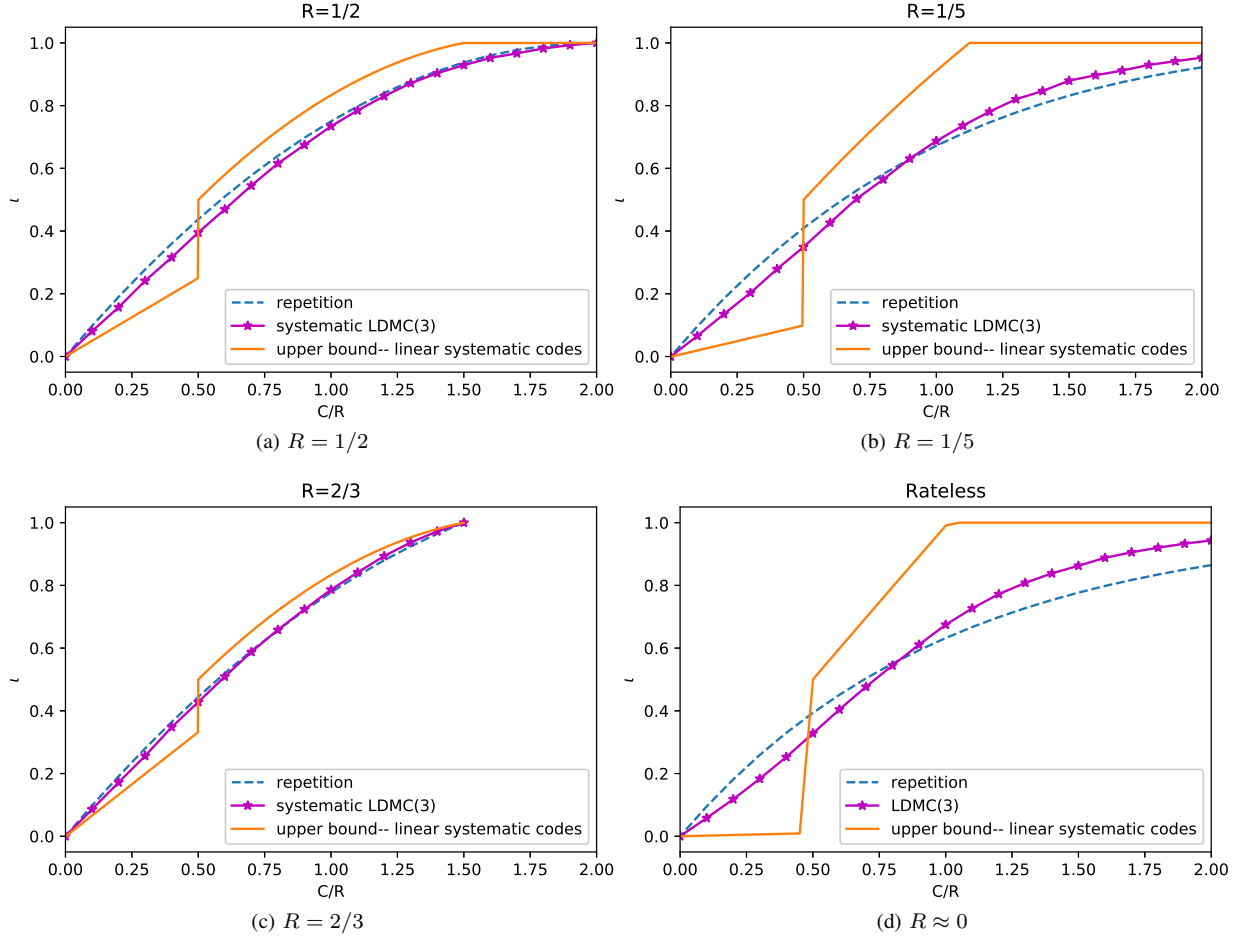 R=1/2
1.0
0.8
0.6
0.4
0.2
0.0
ι
repetition
systematic LDMC(3)
upper bound-- linear systematic codes
0.00 0.25 0.50 0.75 1.00 1.25 1.50 1.75 2.00
C/R
(a) R = 1/2
R=1/5
1.0
0.8
0.6
0.4
0.2
0.0
ι
repetition
systematic LDMC(3)
upper bound-- linear systematic codes
0.00 0.25 0.50 0.75 1.00 1.25 1.50 1.75 2.00
C/R
(b) R = 1/5
R=2/3
1.0
0.8
0.6
0.4
0.2
0.0
ι
repetition
systematic LDMC(3)
upper bound-- linear systematic codes
0.00 0.25 0.50 0.75 1.00 1.25 1.50 1.75 2.00
C/R
(c) R = 2/3
Rateless
1.0
0.8
0.6
0.4
0.2
0.0
ι
repetition
LDMC(3)
upper bound-- linear systematic codes
0.00 0.25 0.50 0.75 1.00 1.25 1.50 1.75 2.00
C/R
(d) R ≈ 0